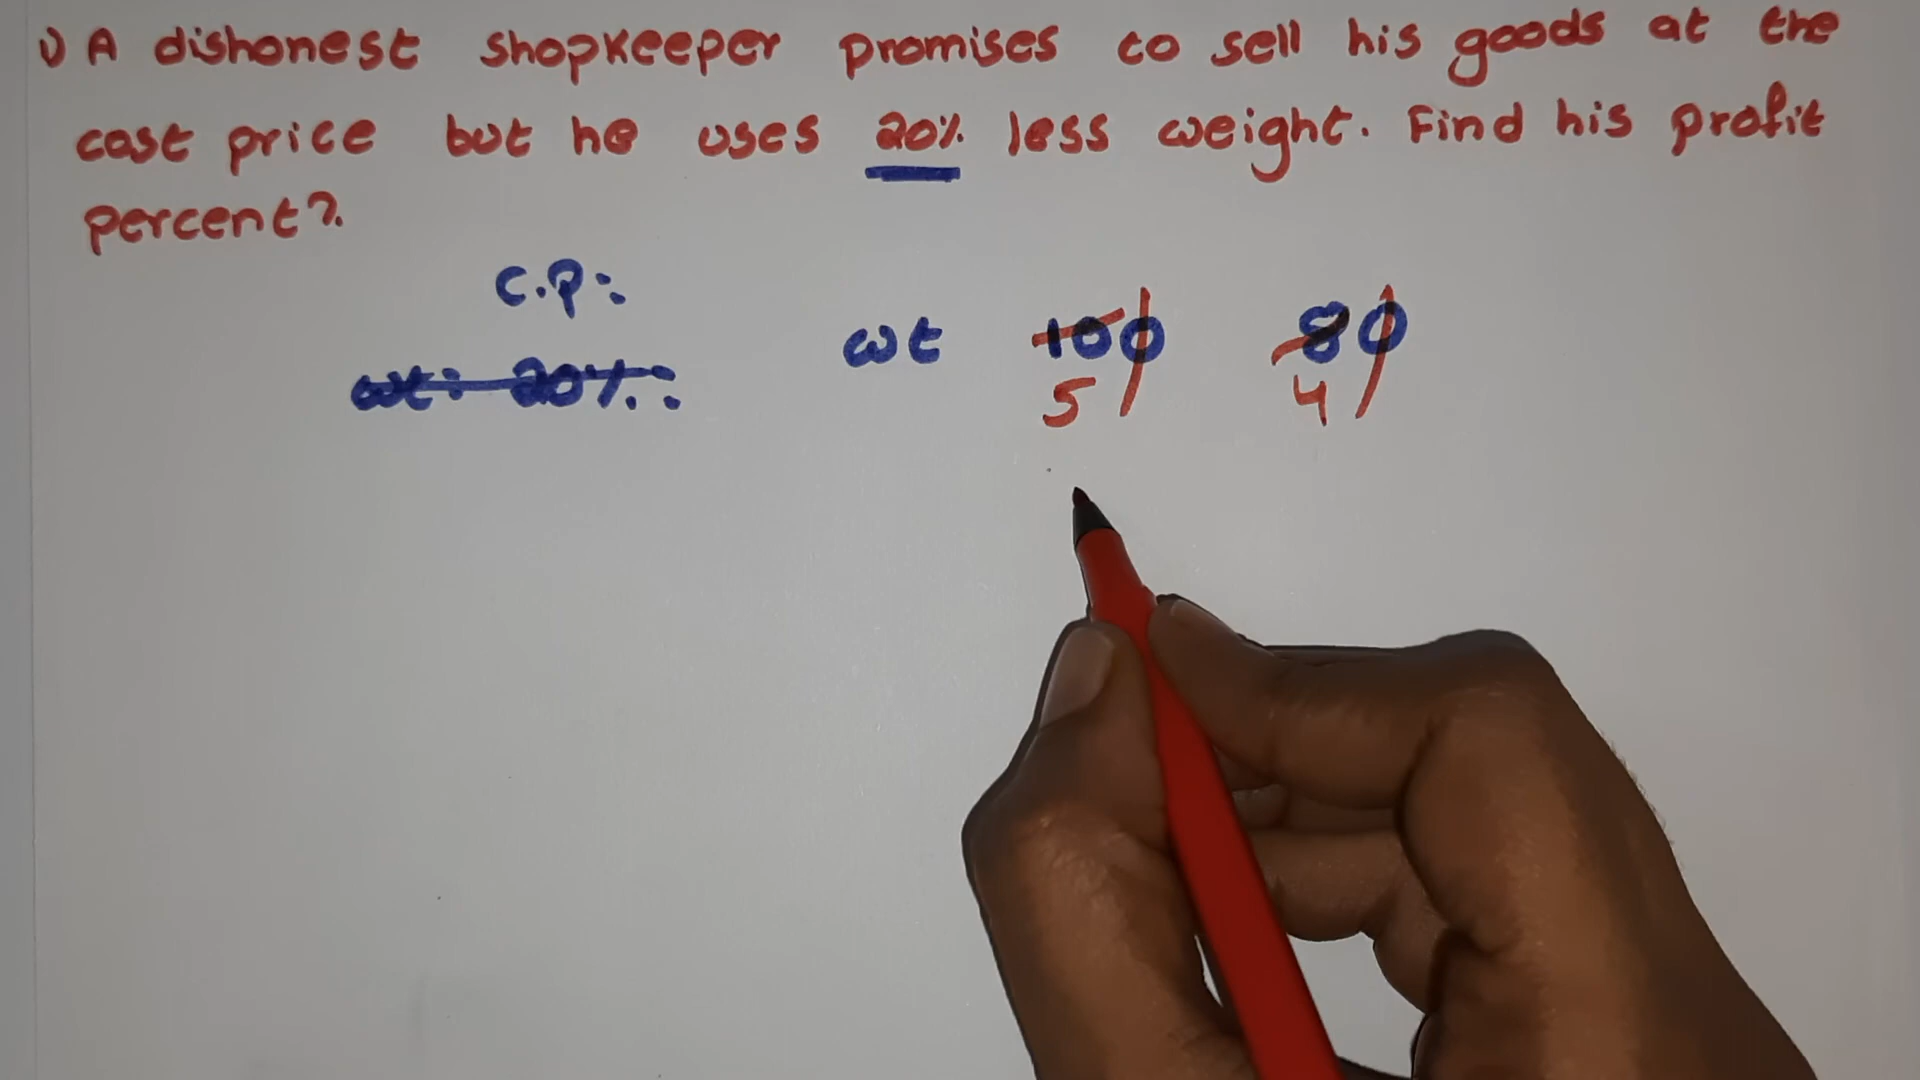 1) A dishonest shopkeeper promises to sell his goods at the
cost price but he uses 20% less weight. Find his profit
percent?
C.P:
wt: 20%:
wt 100 80
5 4